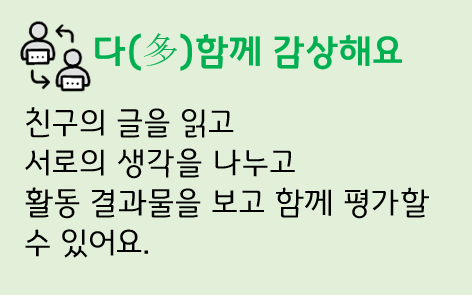 다(多)함께 감상해요
친구의 글을 읽고
서로의 생각을 나누고
활동 결과물을 보고 함께 평가할
수 있어요.